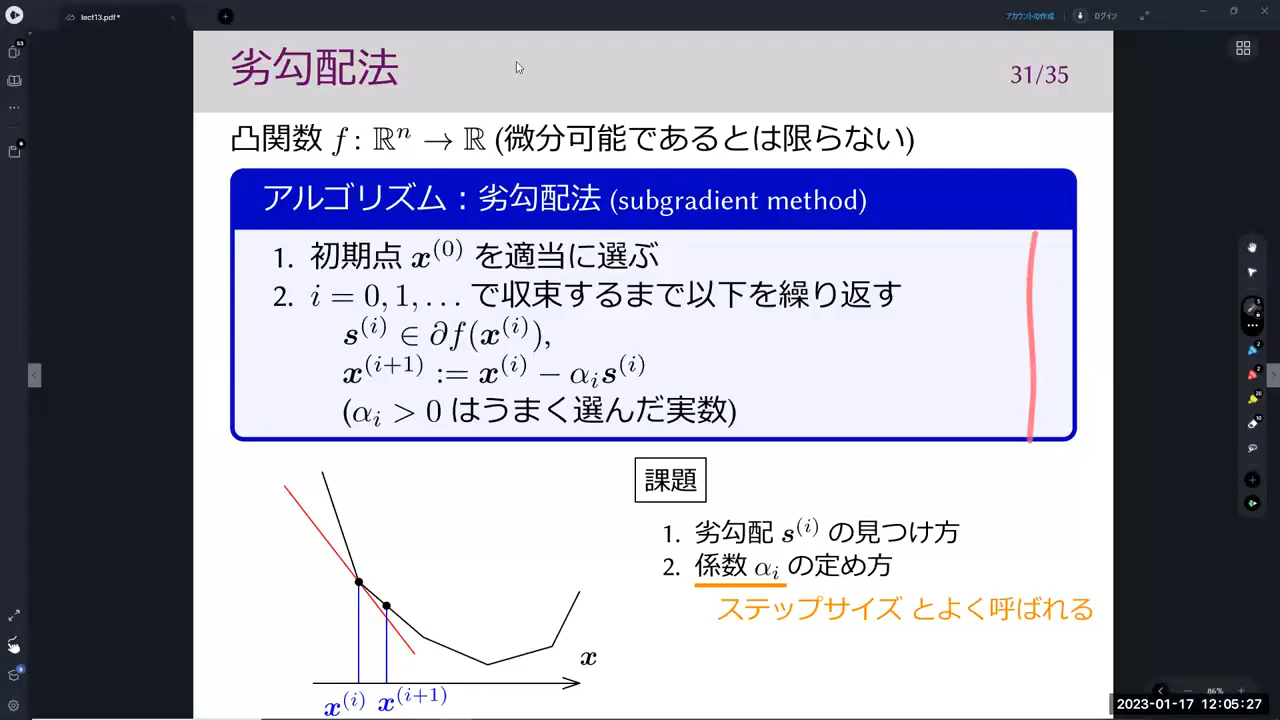 lect13.pdf*
アカウントの作成
ログイン
劣勾配法
31/35
凸関数 f: ℝⁿ → ℝ (微分可能であるとは限らない)
アルゴリズム：劣勾配法 (subgradient method)
1. 初期点 x⁽⁰⁾ を適当に選ぶ
2. i = 0, 1, … で収束するまで以下を繰り返す
s⁽ⁱ⁾ ∈ ∂f(x⁽ⁱ⁾),
x⁽ⁱ⁺¹⁾ := x⁽ⁱ⁾ − αᵢs⁽ⁱ⁾
(αᵢ > 0 はうまく選んだ実数)
課題
1. 劣勾配 s⁽ⁱ⁾ の見つけ方
2. 係数 αᵢ の定め方
ステップサイズ とよく呼ばれる
x
x⁽ⁱ⁾ x⁽ⁱ⁺¹⁾
86%
2023-01-17 12:05:27